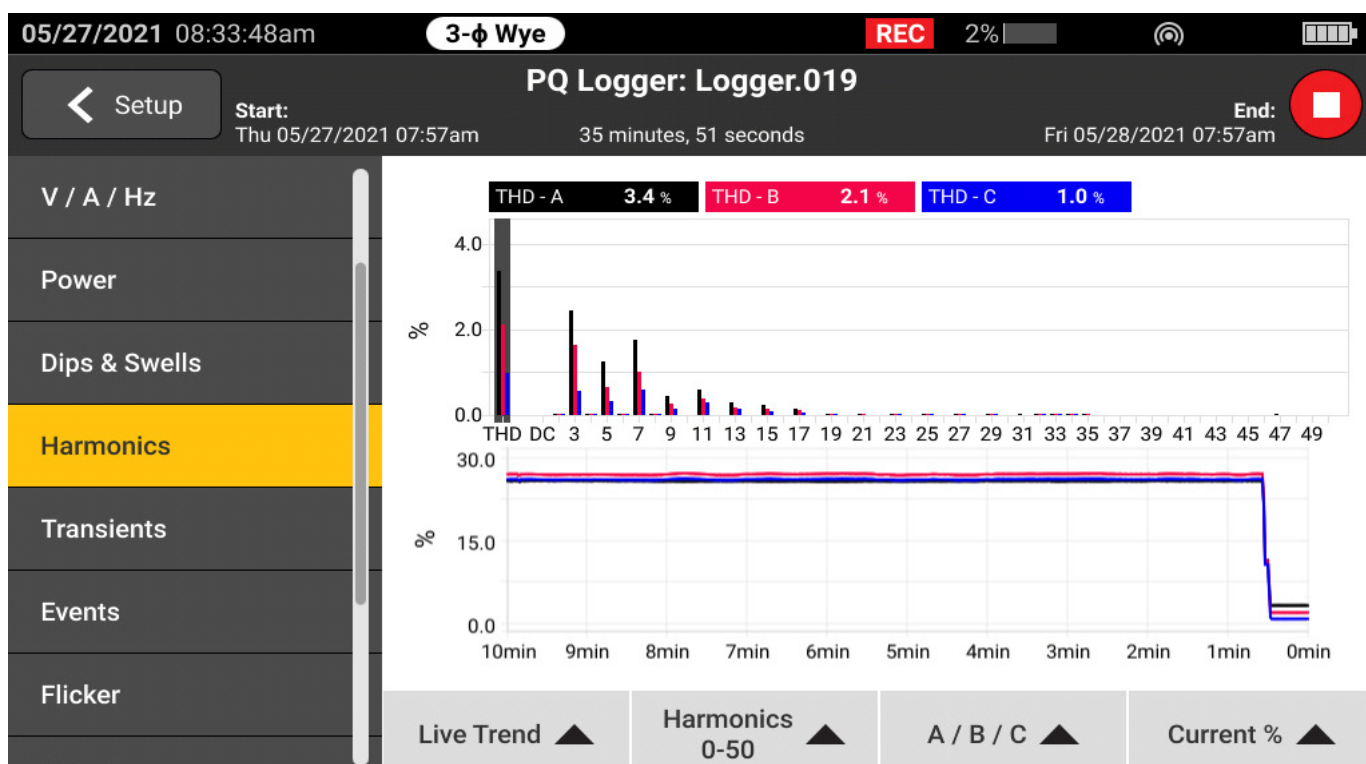 05/27/2021 08:33:48am 3-ϕ Wye REC 2%
PQ Logger: Logger.019
Setup
Start:
Thu 05/27/2021 07:57am
35 minutes, 51 seconds
End:
Fri 05/28/2021 07:57am
V / A / Hz
Power
Dips & Swells
Harmonics
Transients
Events
Flicker
THD - A 3.4 % THD - B 2.1 % THD - C 1.0 %
4.0
2.0
0.0
%
THD DC 3 5 7 9 11 13 15 17 19 21 23 25 27 29 31 33 35 37 39 41 43 45 47 49
30.0
15.0
0.0
%
10min 9min 8min 7min 6min 5min 4min 3min 2min 1min 0min
Live Trend
Harmonics
0-50
A / B / C
Current %